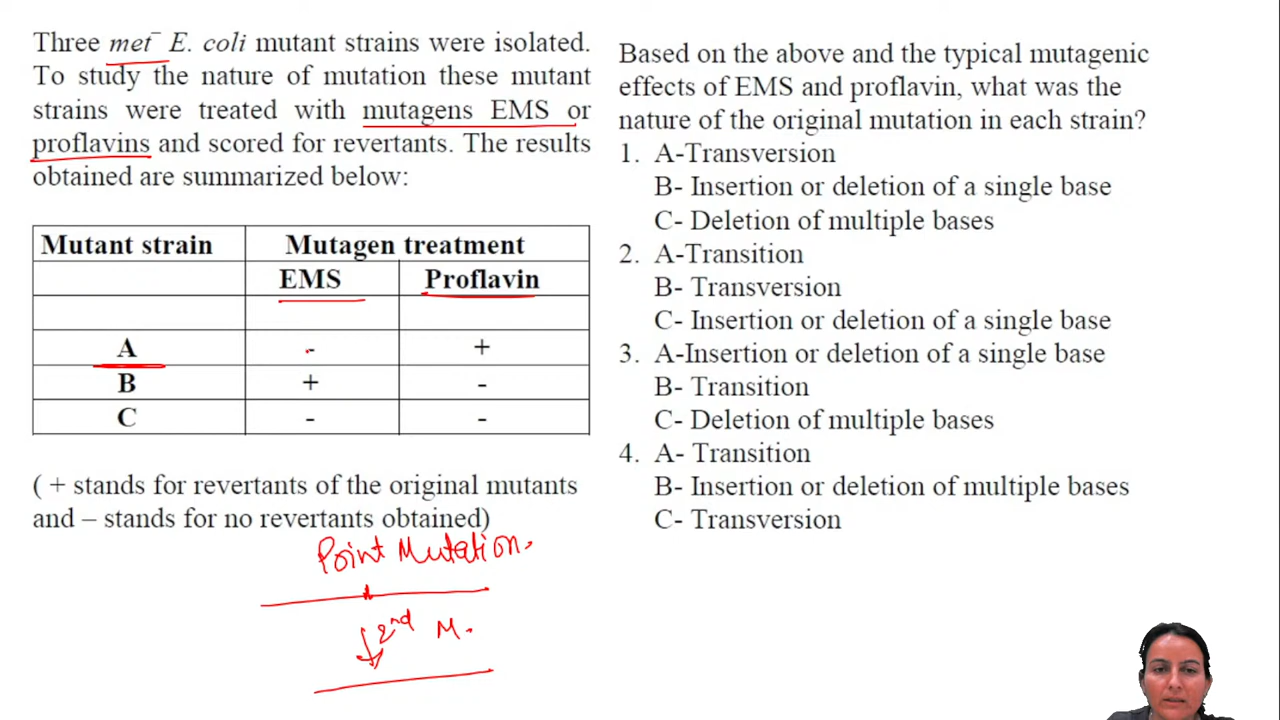 Three met⁻ E. coli mutant strains were isolated.
To study the nature of mutation these mutant
strains were treated with mutagens EMS or
proflavins and scored for revertants. The results
obtained are summarized below:
Mutant strain Mutagen treatment
EMS Proflavin
A - +
B + -
C - -
( + stands for revertants of the original mutants
and – stands for no revertants obtained)
Point Mutation.
2nd M.
Based on the above and the typical mutagenic
effects of EMS and proflavin, what was the
nature of the original mutation in each strain?
1. A-Transversion
B- Insertion or deletion of a single base
C- Deletion of multiple bases
2. A-Transition
B- Transversion
C- Insertion or deletion of a single base
3. A-Insertion or deletion of a single base
B- Transition
C- Deletion of multiple bases
4. A- Transition
B- Insertion or deletion of multiple bases
C- Transversion